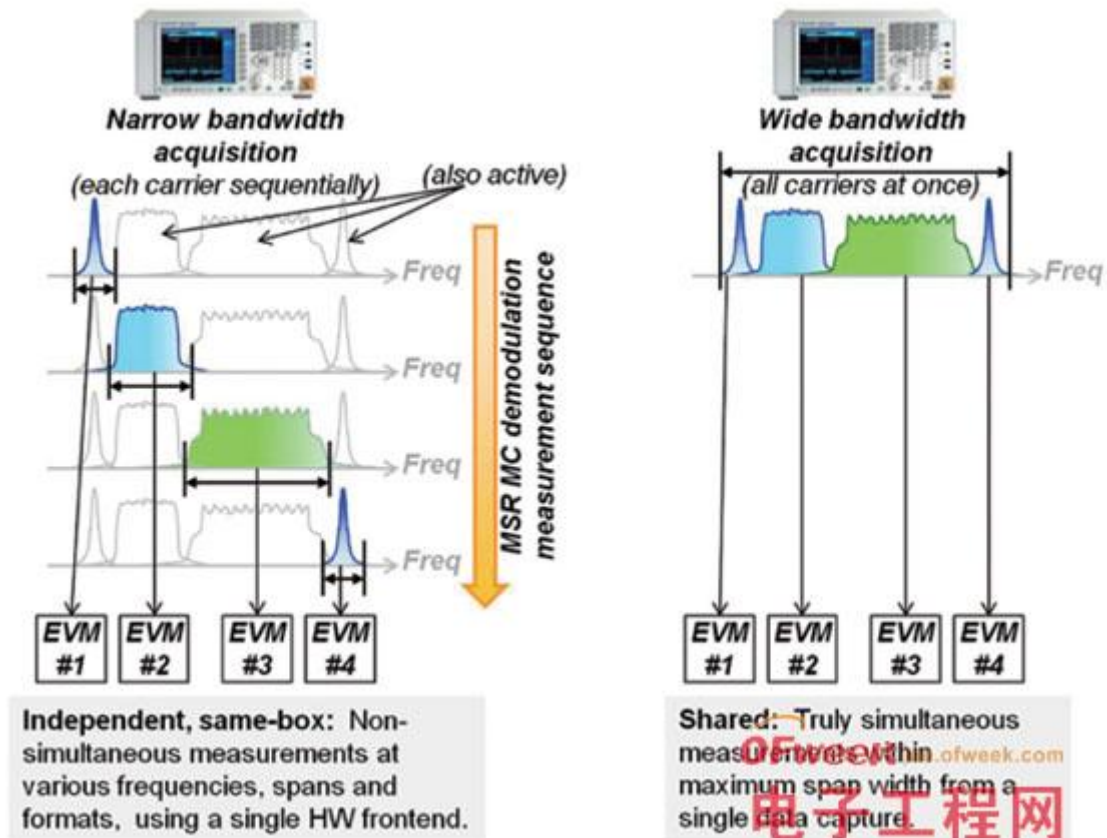 Narrow bandwidth
acquisition
(each carrier sequentially)
(also active)
Freq
Freq
Freq
Freq
MSR MC demodulation
measurement sequence
EVM
#1
EVM
#2
EVM
#3
EVM
#4
Independent, same-box: Non-
simultaneous measurements at
various frequencies, spans and
formats, using a single HW frontend.
Wide bandwidth
acquisition
(all carriers at once)
Freq
EVM
#1
EVM
#2
EVM
#3
EVM
#4
Shared: Truly simultaneous
measurements within
maximum span width from a
single data capture.
OFweek
.ofweek.com
电子工程网